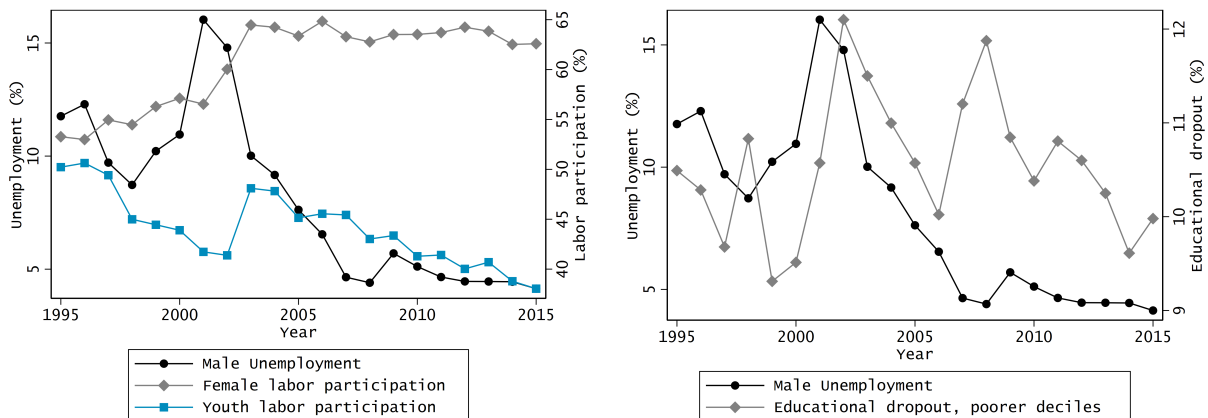 Unemployment (%)
15
10
5
Labor participation (%)
65
60
55
50
45
40
1995 2000 2005 2010 2015
Year
Male Unemployment
Female labor participation
Youth labor participation
Unemployment (%)
15
10
5
Educational dropout (%)
12
11
10
9
1995 2000 2005 2010 2015
Year
Male Unemployment
Educational dropout, poorer deciles